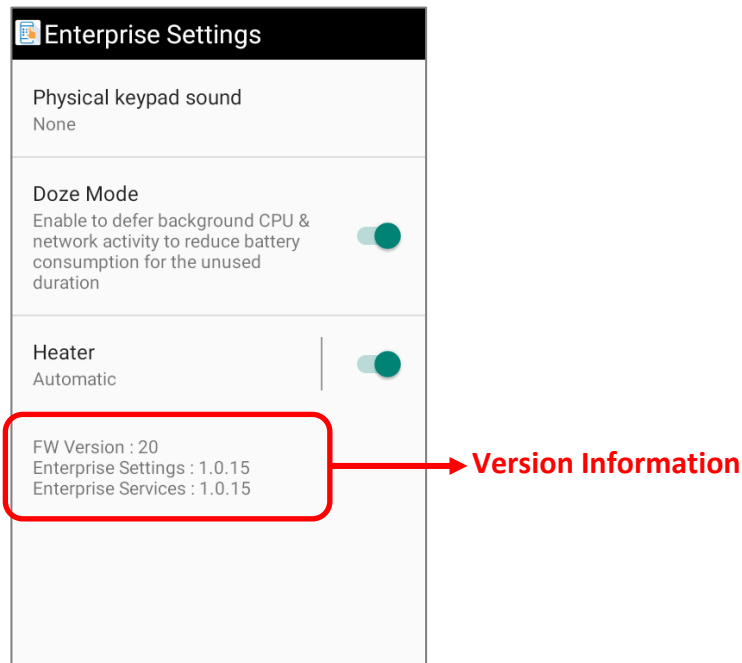 Enterprise Settings
Physical keypad sound
None
Doze Mode
Enable to defer background CPU &
network activity to reduce battery
consumption for the unused
duration
Heater
Automatic
FW Version : 20
Enterprise Settings : 1.0.15
Enterprise Services : 1.0.15
Version Information